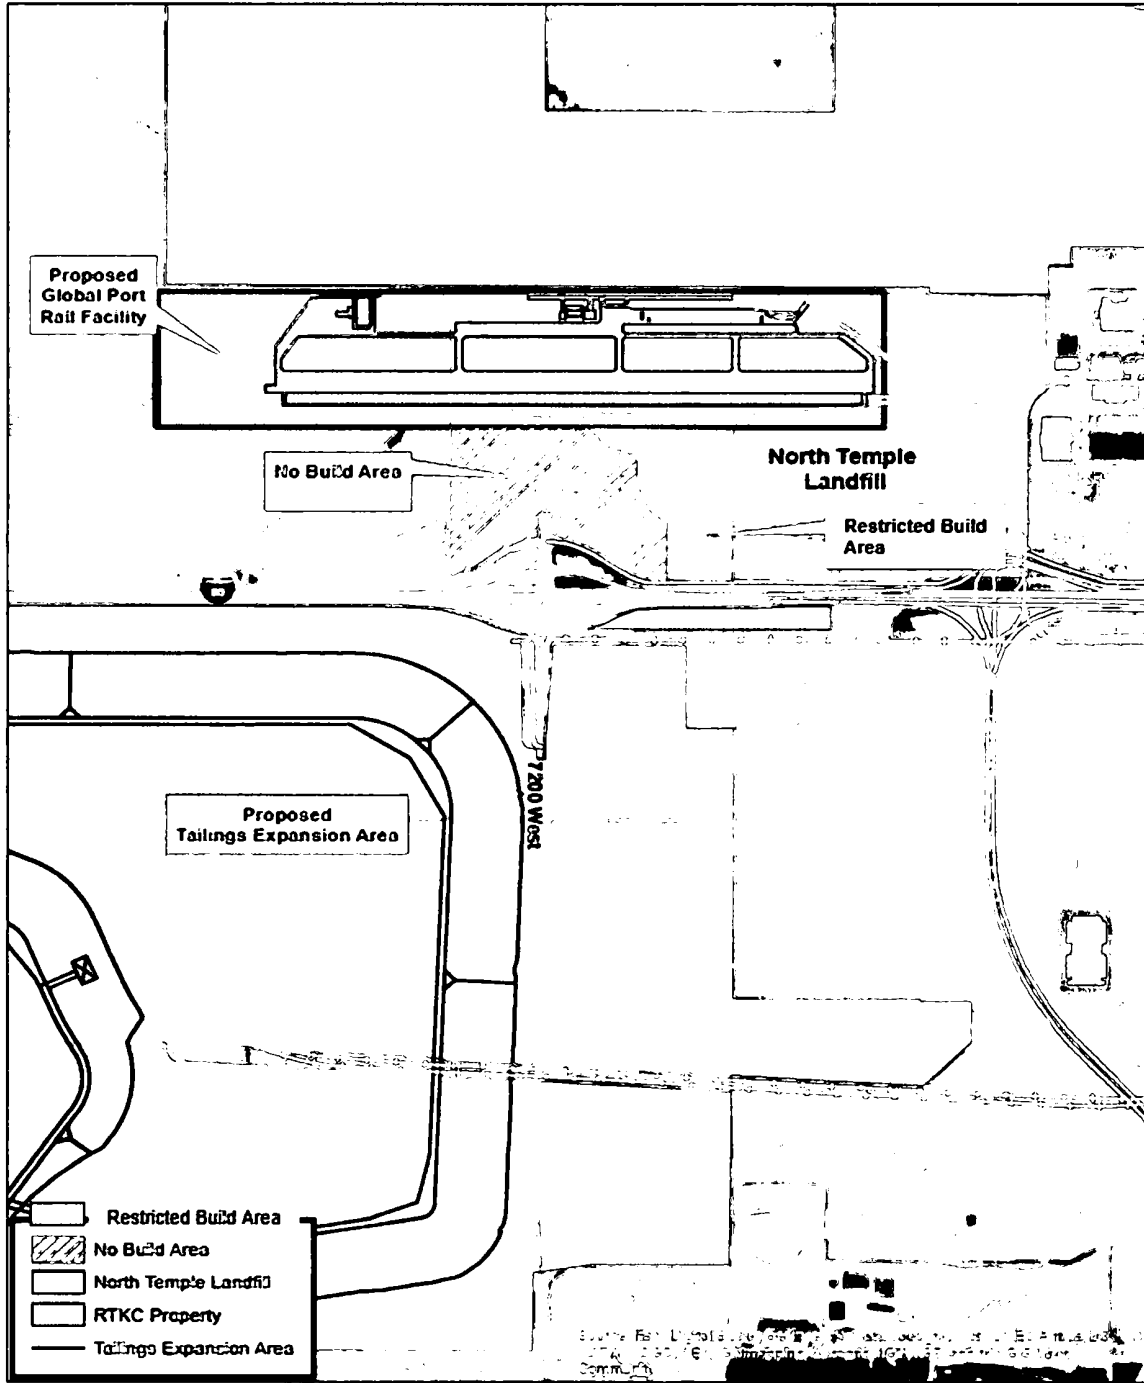 Proposed
Global Port
Rail Facility
No Build Area
North Temple
Landfill
Restricted Build
Area
7200 West
Proposed
Tailings Expansion Area
Restricted Build Area
No Build Area
North Temple Landfill
RTKC Property
Tailings Expansion Area
Community